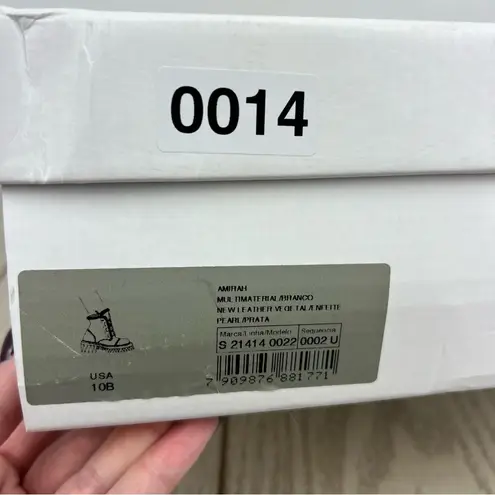 0014
AMIRAH
MULTIMATERIAL/BRANCO
NEW LEATHER VEGETAL/ENFEITE
PEARL/PRATA
Marca/Linha/Modelo Sequencia
S 21414 0022 0002 U
USA
10B
7 909876 881771